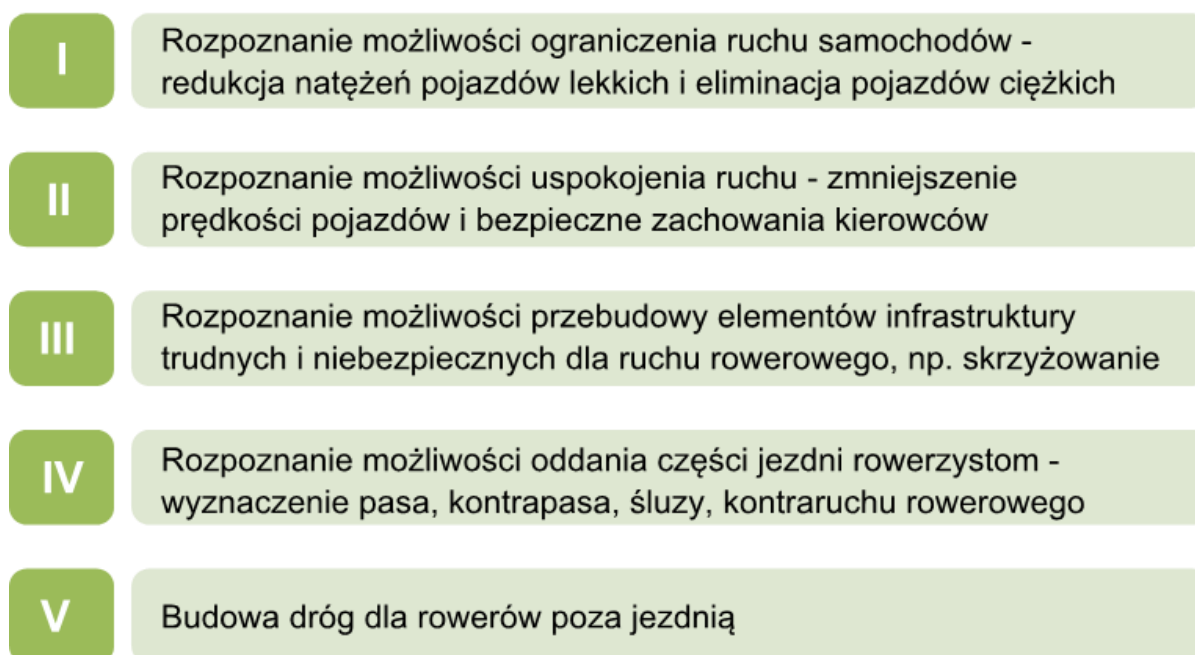 I
Rozpoznanie możliwości ograniczenia ruchu samochodów -
redukcja natężeń pojazdów lekkich i eliminacja pojazdów ciężkich
II
Rozpoznanie możliwości uspokojenia ruchu - zmniejszenie
prędkości pojazdów i bezpieczne zachowania kierowców
III
Rozpoznanie możliwości przebudowy elementów infrastruktury
trudnych i niebezpiecznych dla ruchu rowerowego, np. skrzyżowanie
IV
Rozpoznanie możliwości oddania części jezdni rowerzystom -
wyznaczenie pasa, kontrapasa, śluzy, kontraruchu rowerowego
V
Budowa dróg dla rowerów poza jezdnią